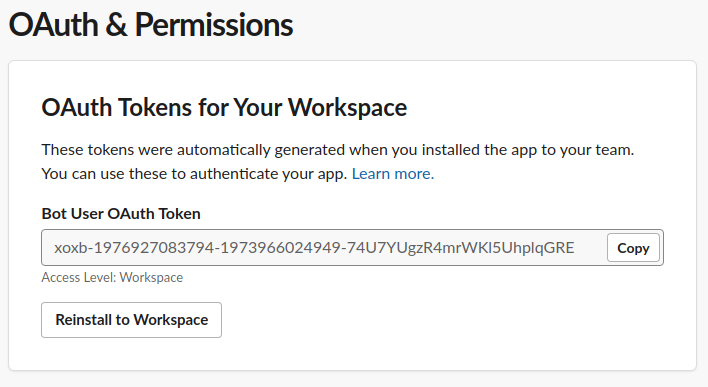 OAuth & Permissions
OAuth Tokens for Your Workspace
These tokens were automatically generated when you installed the app to your team.
You can use these to authenticate your app. Learn more.
Bot User OAuth Token
xoxb-1976927083794-1973966024949-74U7YUgzR4mrWKl5UhplqGRE
Copy
Access Level: Workspace
Reinstall to Workspace